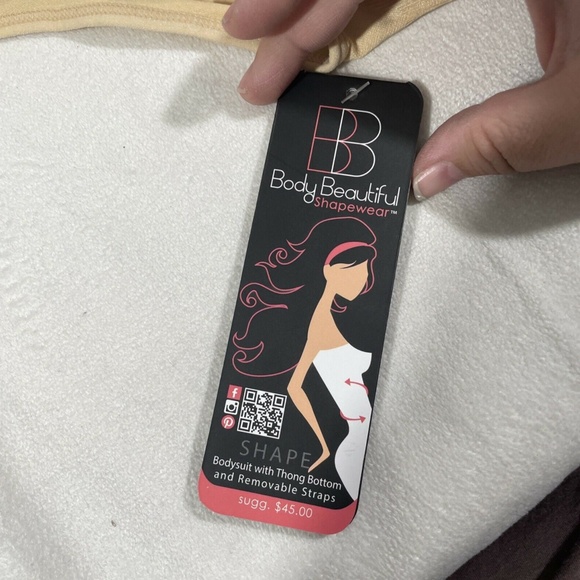 BB
Body Beautiful
Shapewear™
SHAPE
Bodysuit with Thong Bottom
and Removable Straps
sugg. $45.00